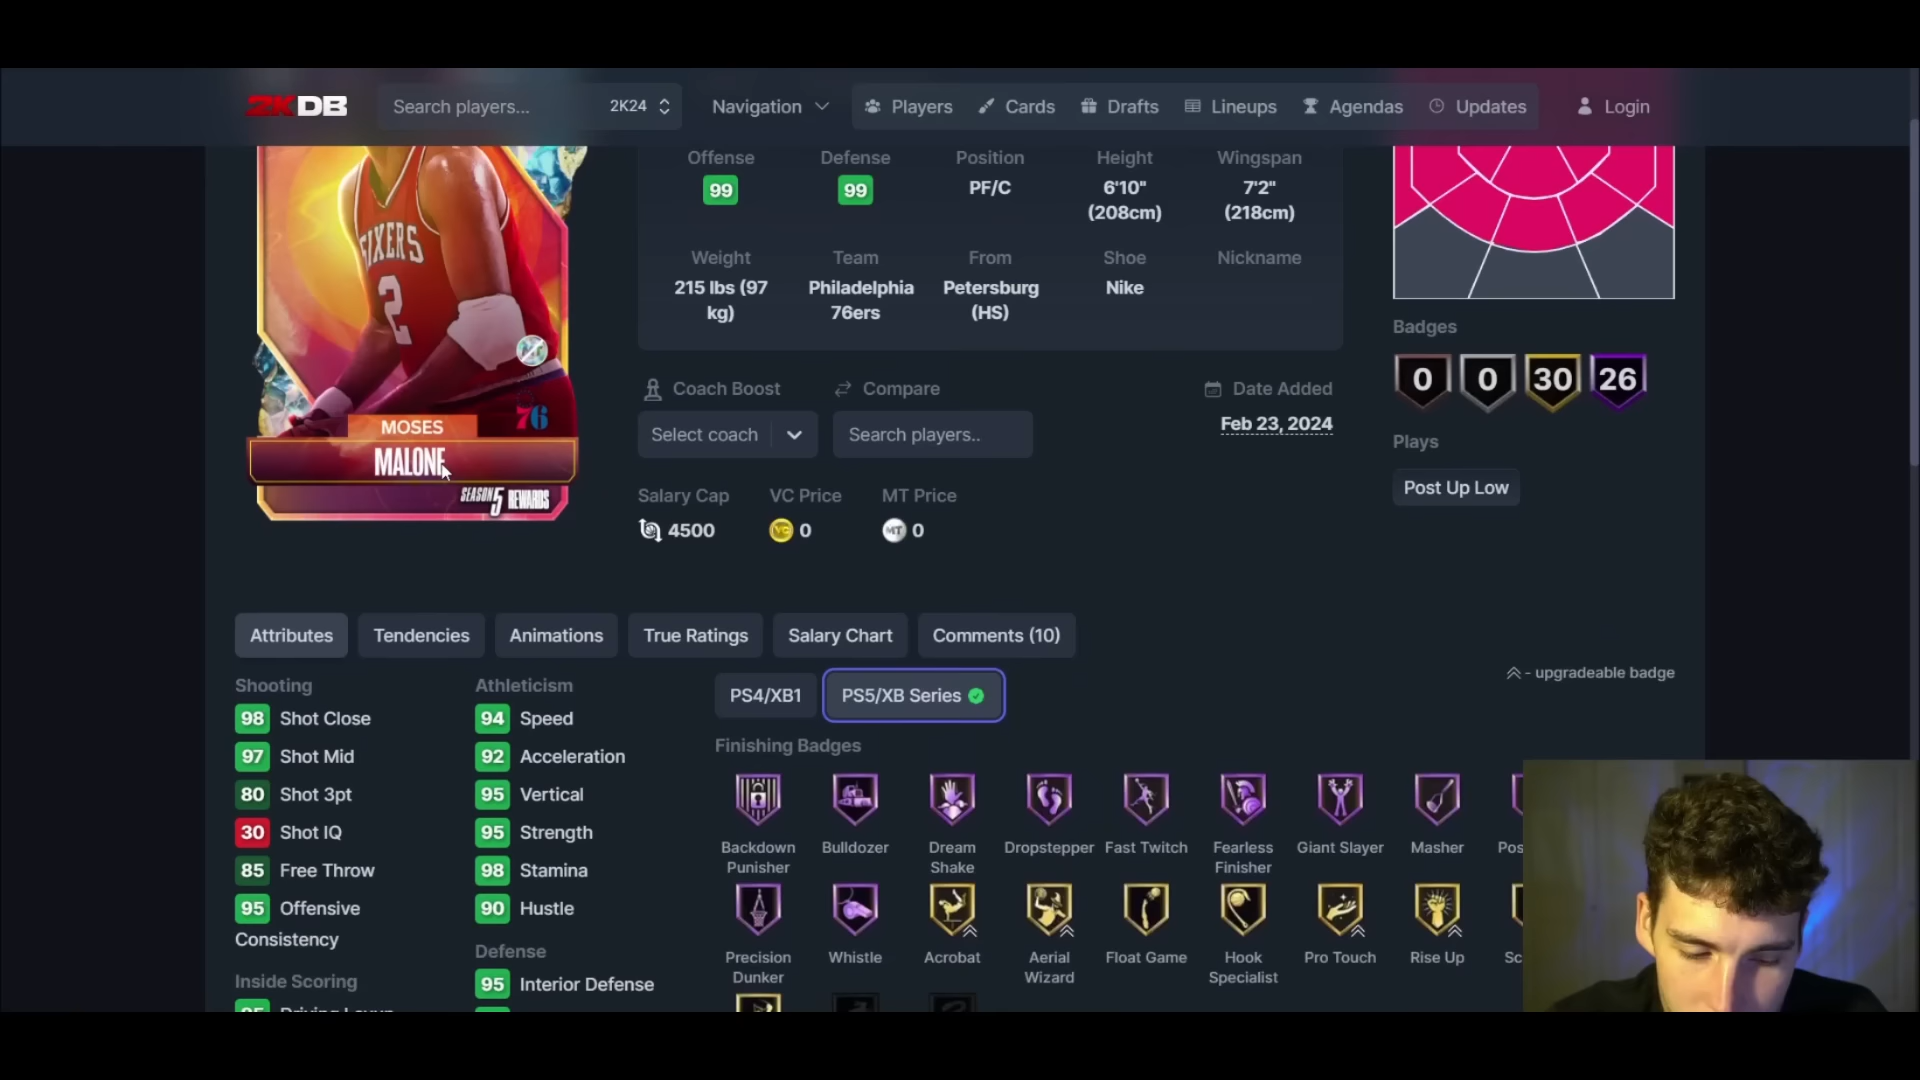 2KDB
Search players...
2K24
Navigation
Players
Cards
Drafts
Lineups
Agendas
Updates
Login
SIXERS
2
76
MOSES
MALONE
SEASON 5 REWARDS
Offense
Defense
Position
Height
Wingspan
99
99
PF/C
6'10"
(208cm)
7'2"
(218cm)
Weight
Team
From
Shoe
Nickname
215 lbs (97
kg)
Philadelphia
76ers
Petersburg
(HS)
Nike
Coach Boost
Compare
Date Added
Select coach
Search players..
Feb 23, 2024
Salary Cap
VC Price
MT Price
4500
VC 0
MT 0
Badges
0
0
30
26
Plays
Post Up Low
Attributes
Tendencies
Animations
True Ratings
Salary Chart
Comments (10)
- upgradeable badge
Shooting
98 Shot Close
97 Shot Mid
80 Shot 3pt
30 Shot IQ
85 Free Throw
95 Offensive
Consistency
Inside Scoring
Athleticism
94 Speed
92 Acceleration
95 Vertical
95 Strength
98 Stamina
90 Hustle
Defense
95 Interior Defense
PS4/XB1
PS5/XB Series
Finishing Badges
Backdown
Punisher
Bulldozer
Dream
Shake
Dropstepper
Fast Twitch
Fearless
Finisher
Giant Slayer
Masher
Pos
Precision
Dunker
Whistle
Acrobat
Aerial
Wizard
Float Game
Hook
Specialist
Pro Touch
Rise Up
Sc